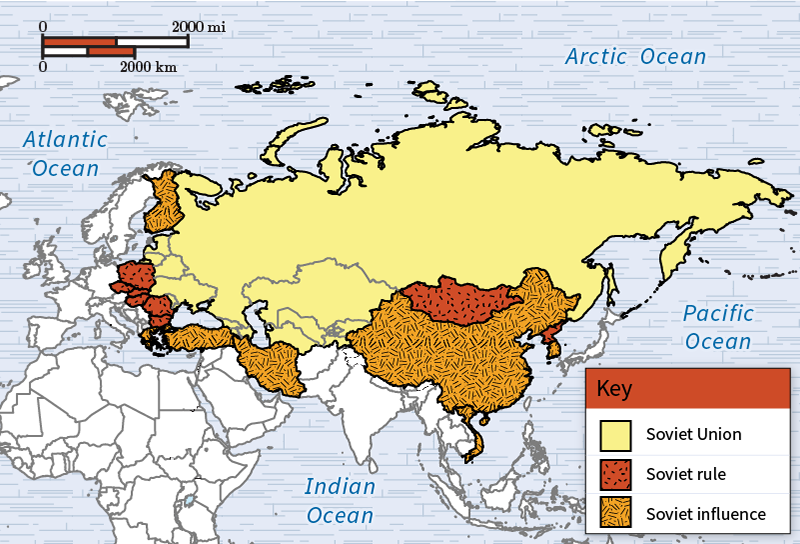 0 2000 mi
0 2000 km
Arctic Ocean
Atlantic
Ocean
Pacific
Ocean
Indian
Ocean
Key
Soviet Union
Soviet rule
Soviet influence